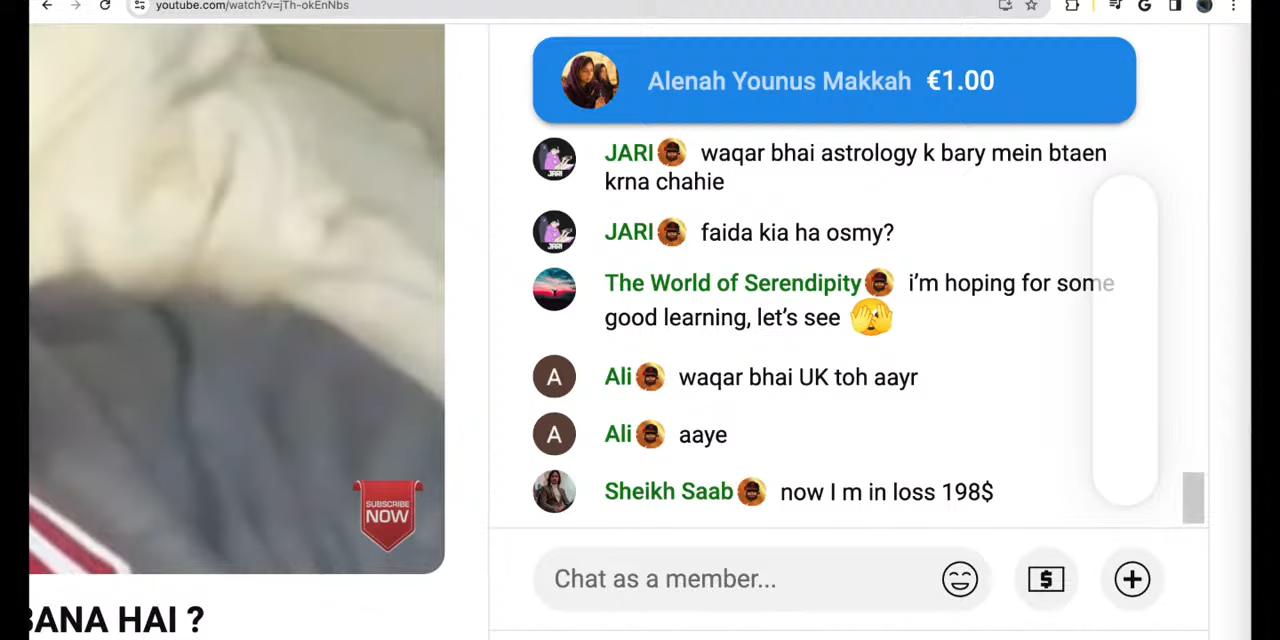 youtube.com/watch?v=jTh-okEnNbs
Alenah Younus Makkah €1.00
JARI waqar bhai astrology k bary mein btaen
krna chahie
JARI faida kia ha osmy?
The World of Serendipity i'm hoping for some
good learning, let's see
A Ali waqar bhai UK toh aayr
A Ali aaye
Sheikh Saab now I m in loss 198$
SUBSCRIBE
NOW
Chat as a member...
BANA HAI ?